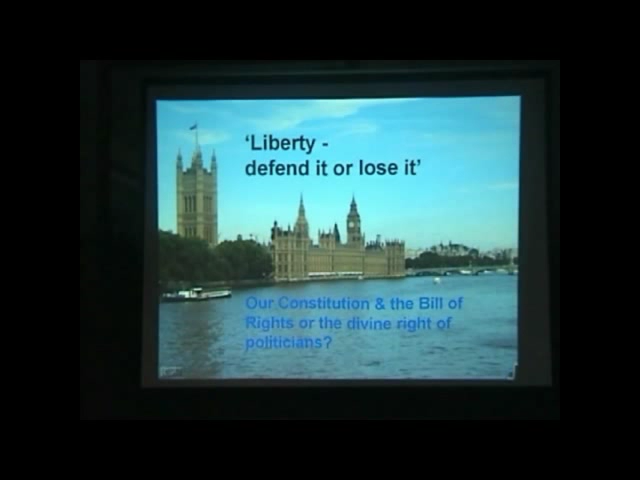 ‘Liberty -
defend it or lose it’
Our Constitution & the Bill of
Rights or the divine right of
politicians?